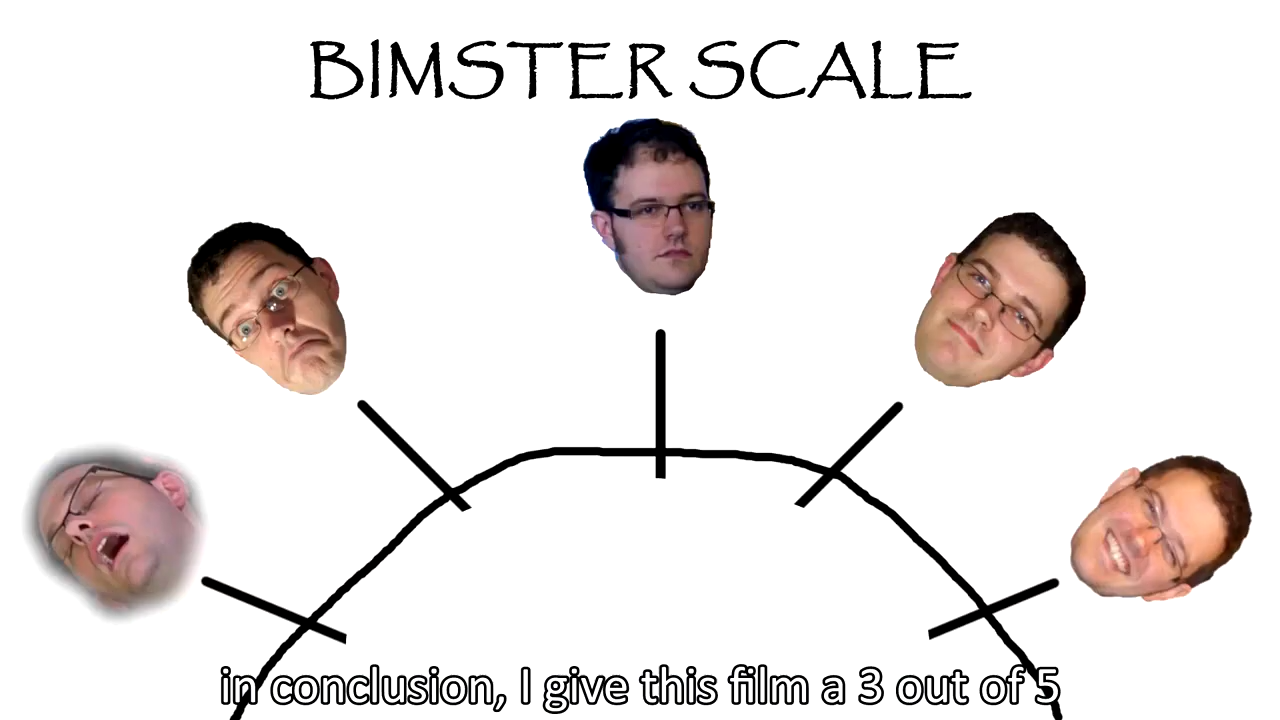 BIMSTER SCALE
in conclusion, I give this film a 3 out of 5